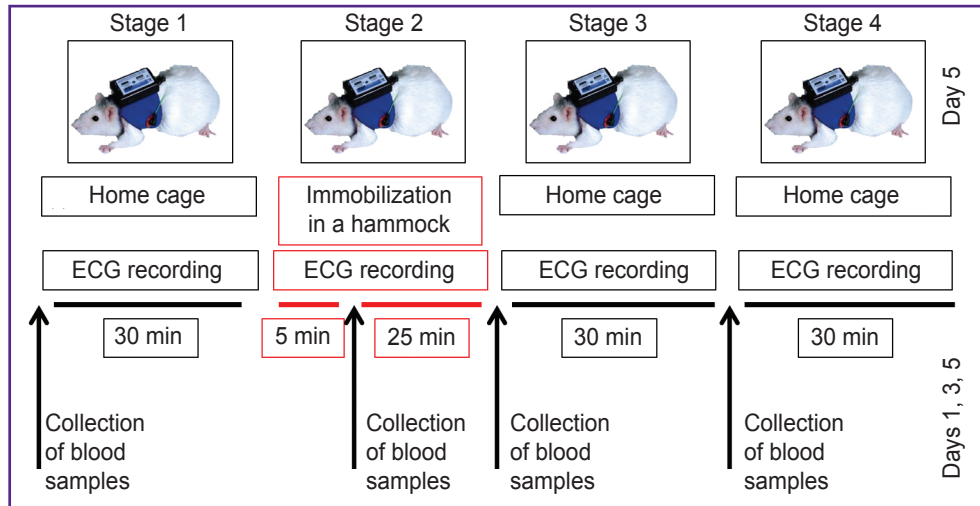 Stage 1
Stage 2
Stage 3
Stage 4
Day 5
Home cage
Immobilization
in a hammock
Home cage
Home cage
ECG recording
ECG recording
ECG recording
ECG recording
30 min
5 min
25 min
30 min
30 min
Collection
of blood
samples
Collection
of blood
samples
Collection
of blood
samples
Collection
of blood
samples
Days 1, 3, 5